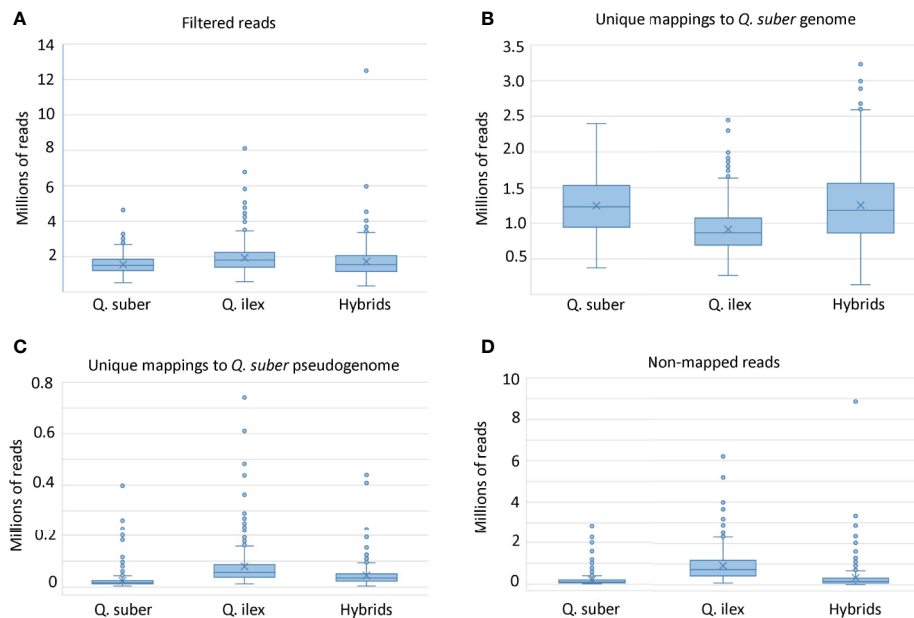 A
Filtered reads
Millions of reads
14
12
10
8
6
4
2
Q. suber
Q. ilex
Hybrids
B
Unique mappings to Q. suber genome
Millions of reads
3.5
3.0
2.5
2.0
1.5
1.0
0.5
Q. suber
Q. ilex
Hybrids
C
Unique mappings to Q. suber pseudogenome
Millions of reads
0.8
0.6
0.4
0.2
0
Q. suber
Q. ilex
Hybrids
D
Non-mapped reads
Millions of reads
10
8
6
4
2
0
Q. suber
Q. ilex
Hybrids